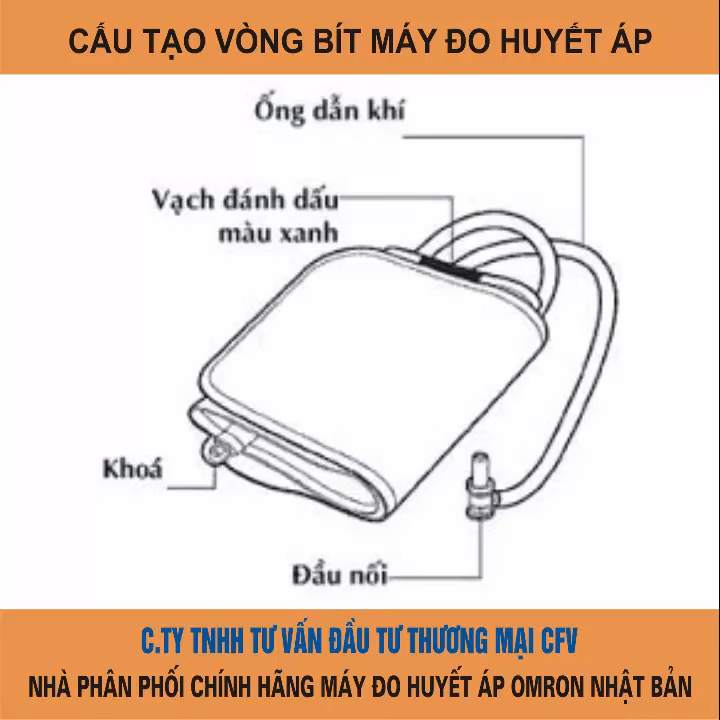 CẤU TẠO VÒNG BÍT MÁY ĐO HUYẾT ÁP
Ống dẫn khí
Vạch đánh dấu
màu xanh
Khoá
Đầu nối
C.TY TNHH TƯ VẤN ĐẦU TƯ THƯƠNG MẠI CFV
NHÀ PHÂN PHỐI CHÍNH HÃNG MÁY ĐO HUYẾT ÁP OMRON NHẬT BẢN